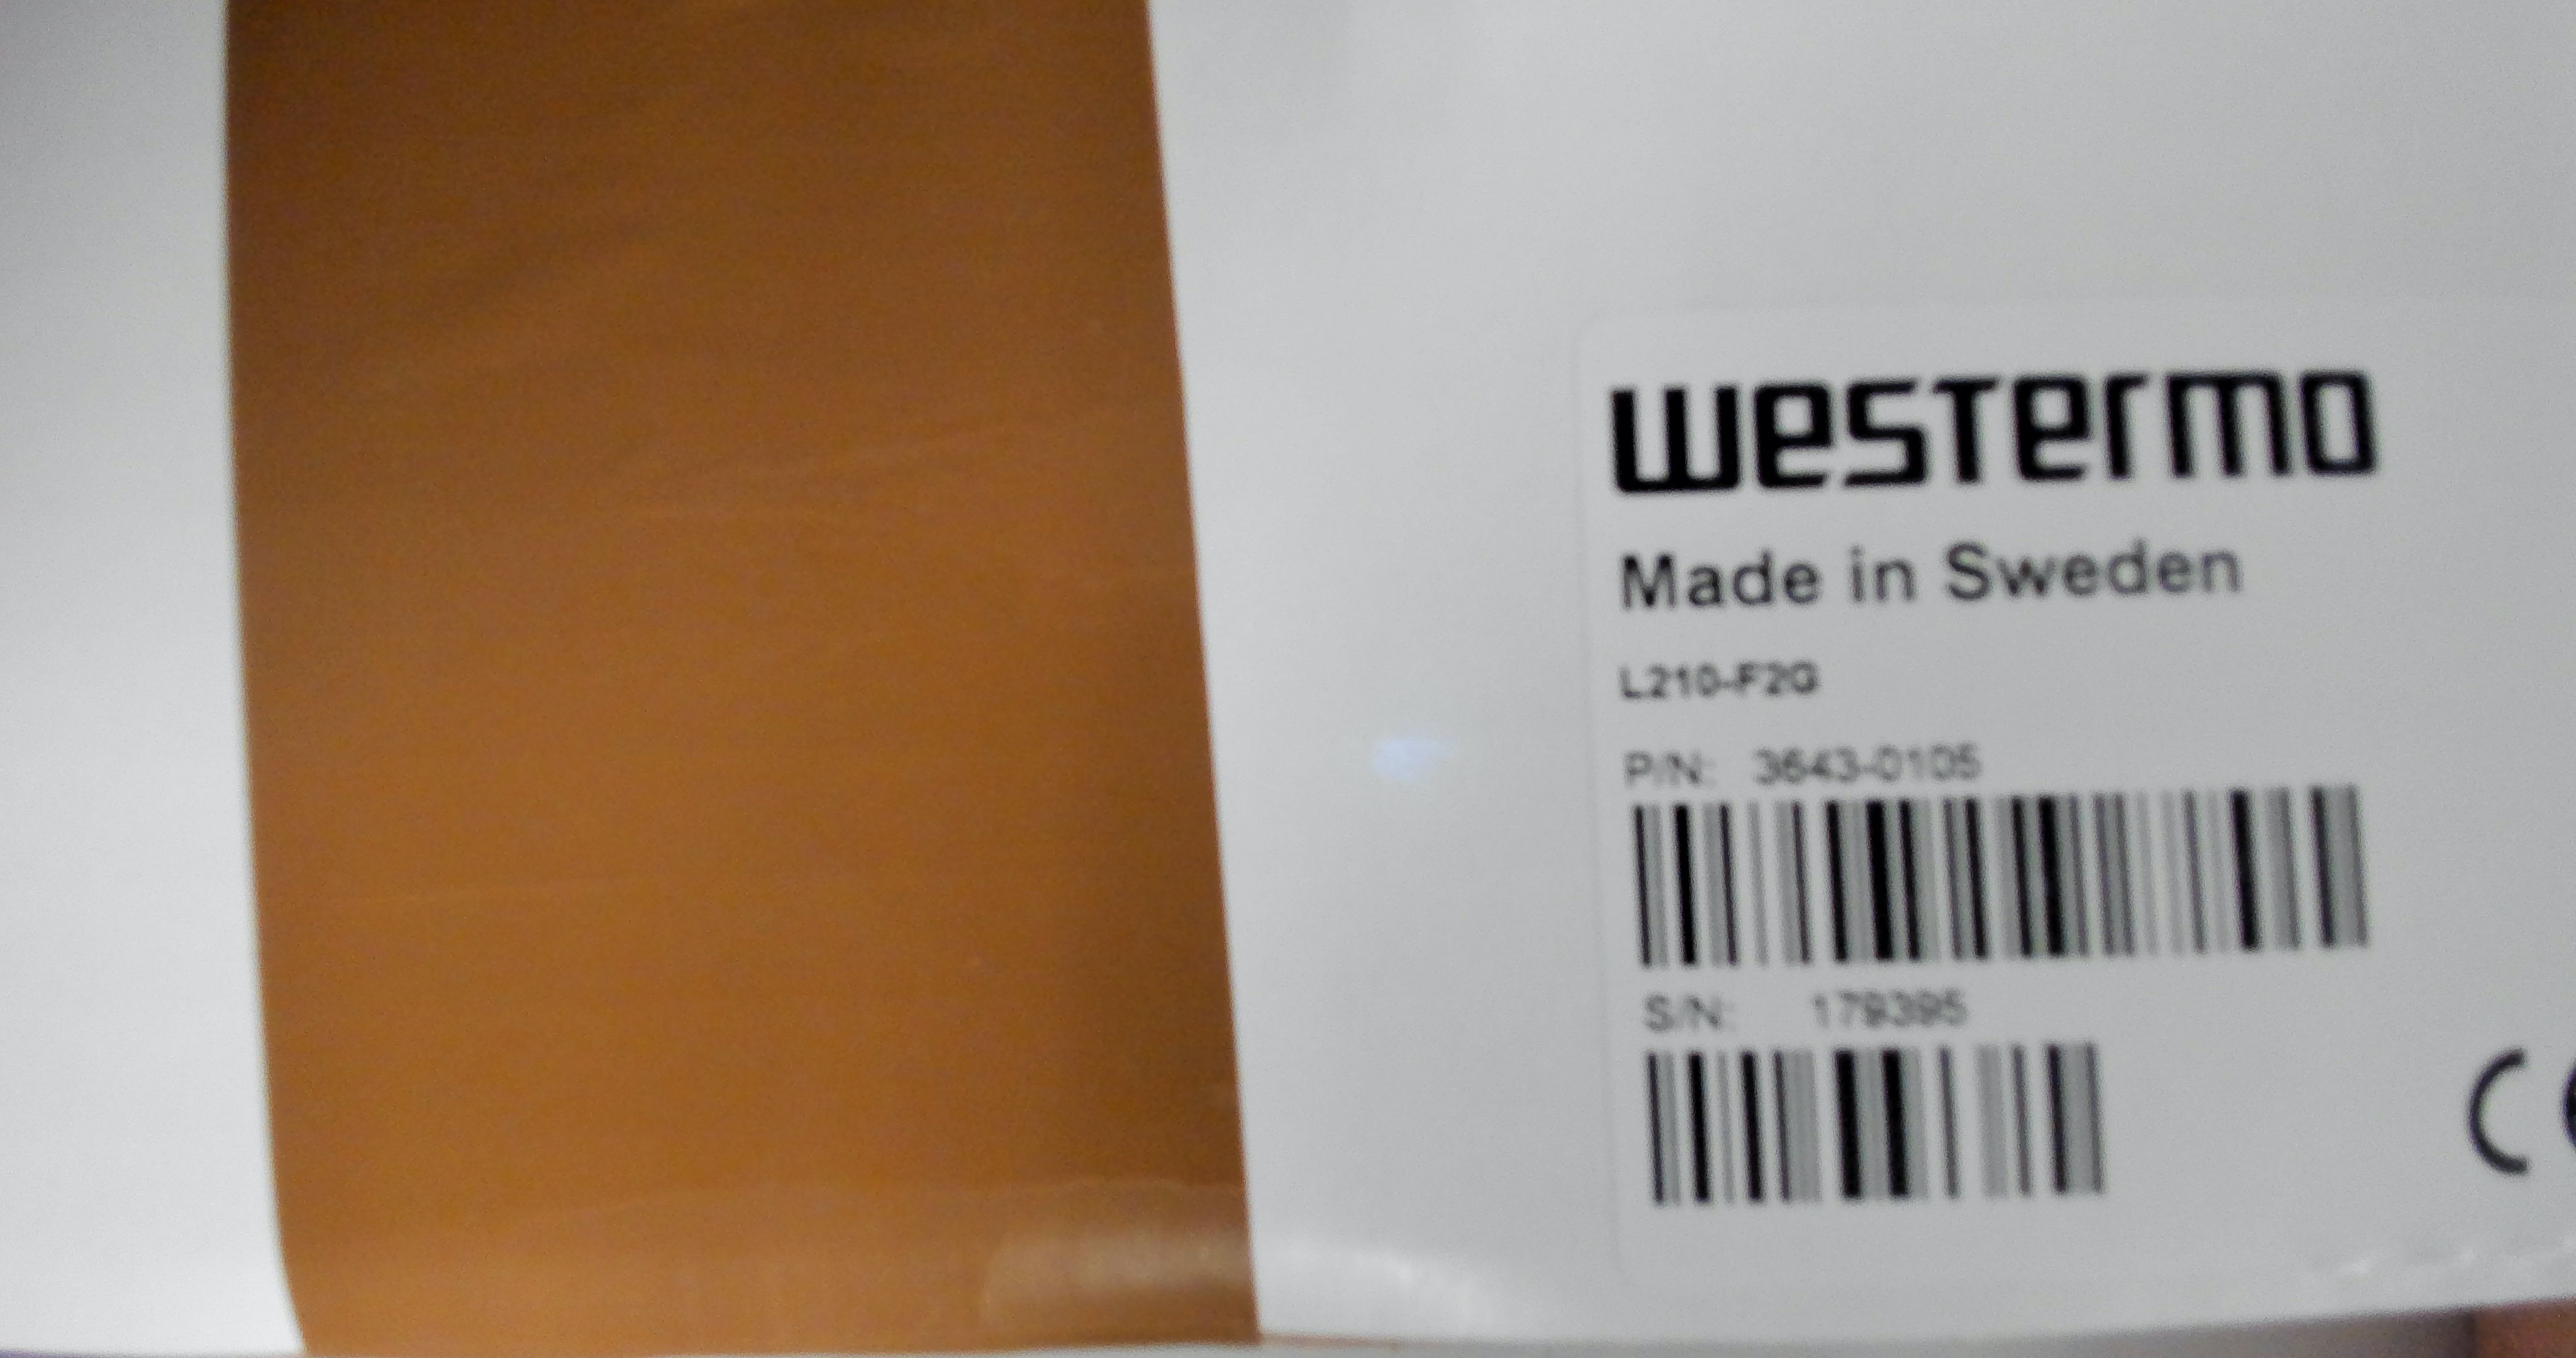 westermo
Made in Sweden
L210-F2G
P/N: 3643-0105
S/N: 179395
CE